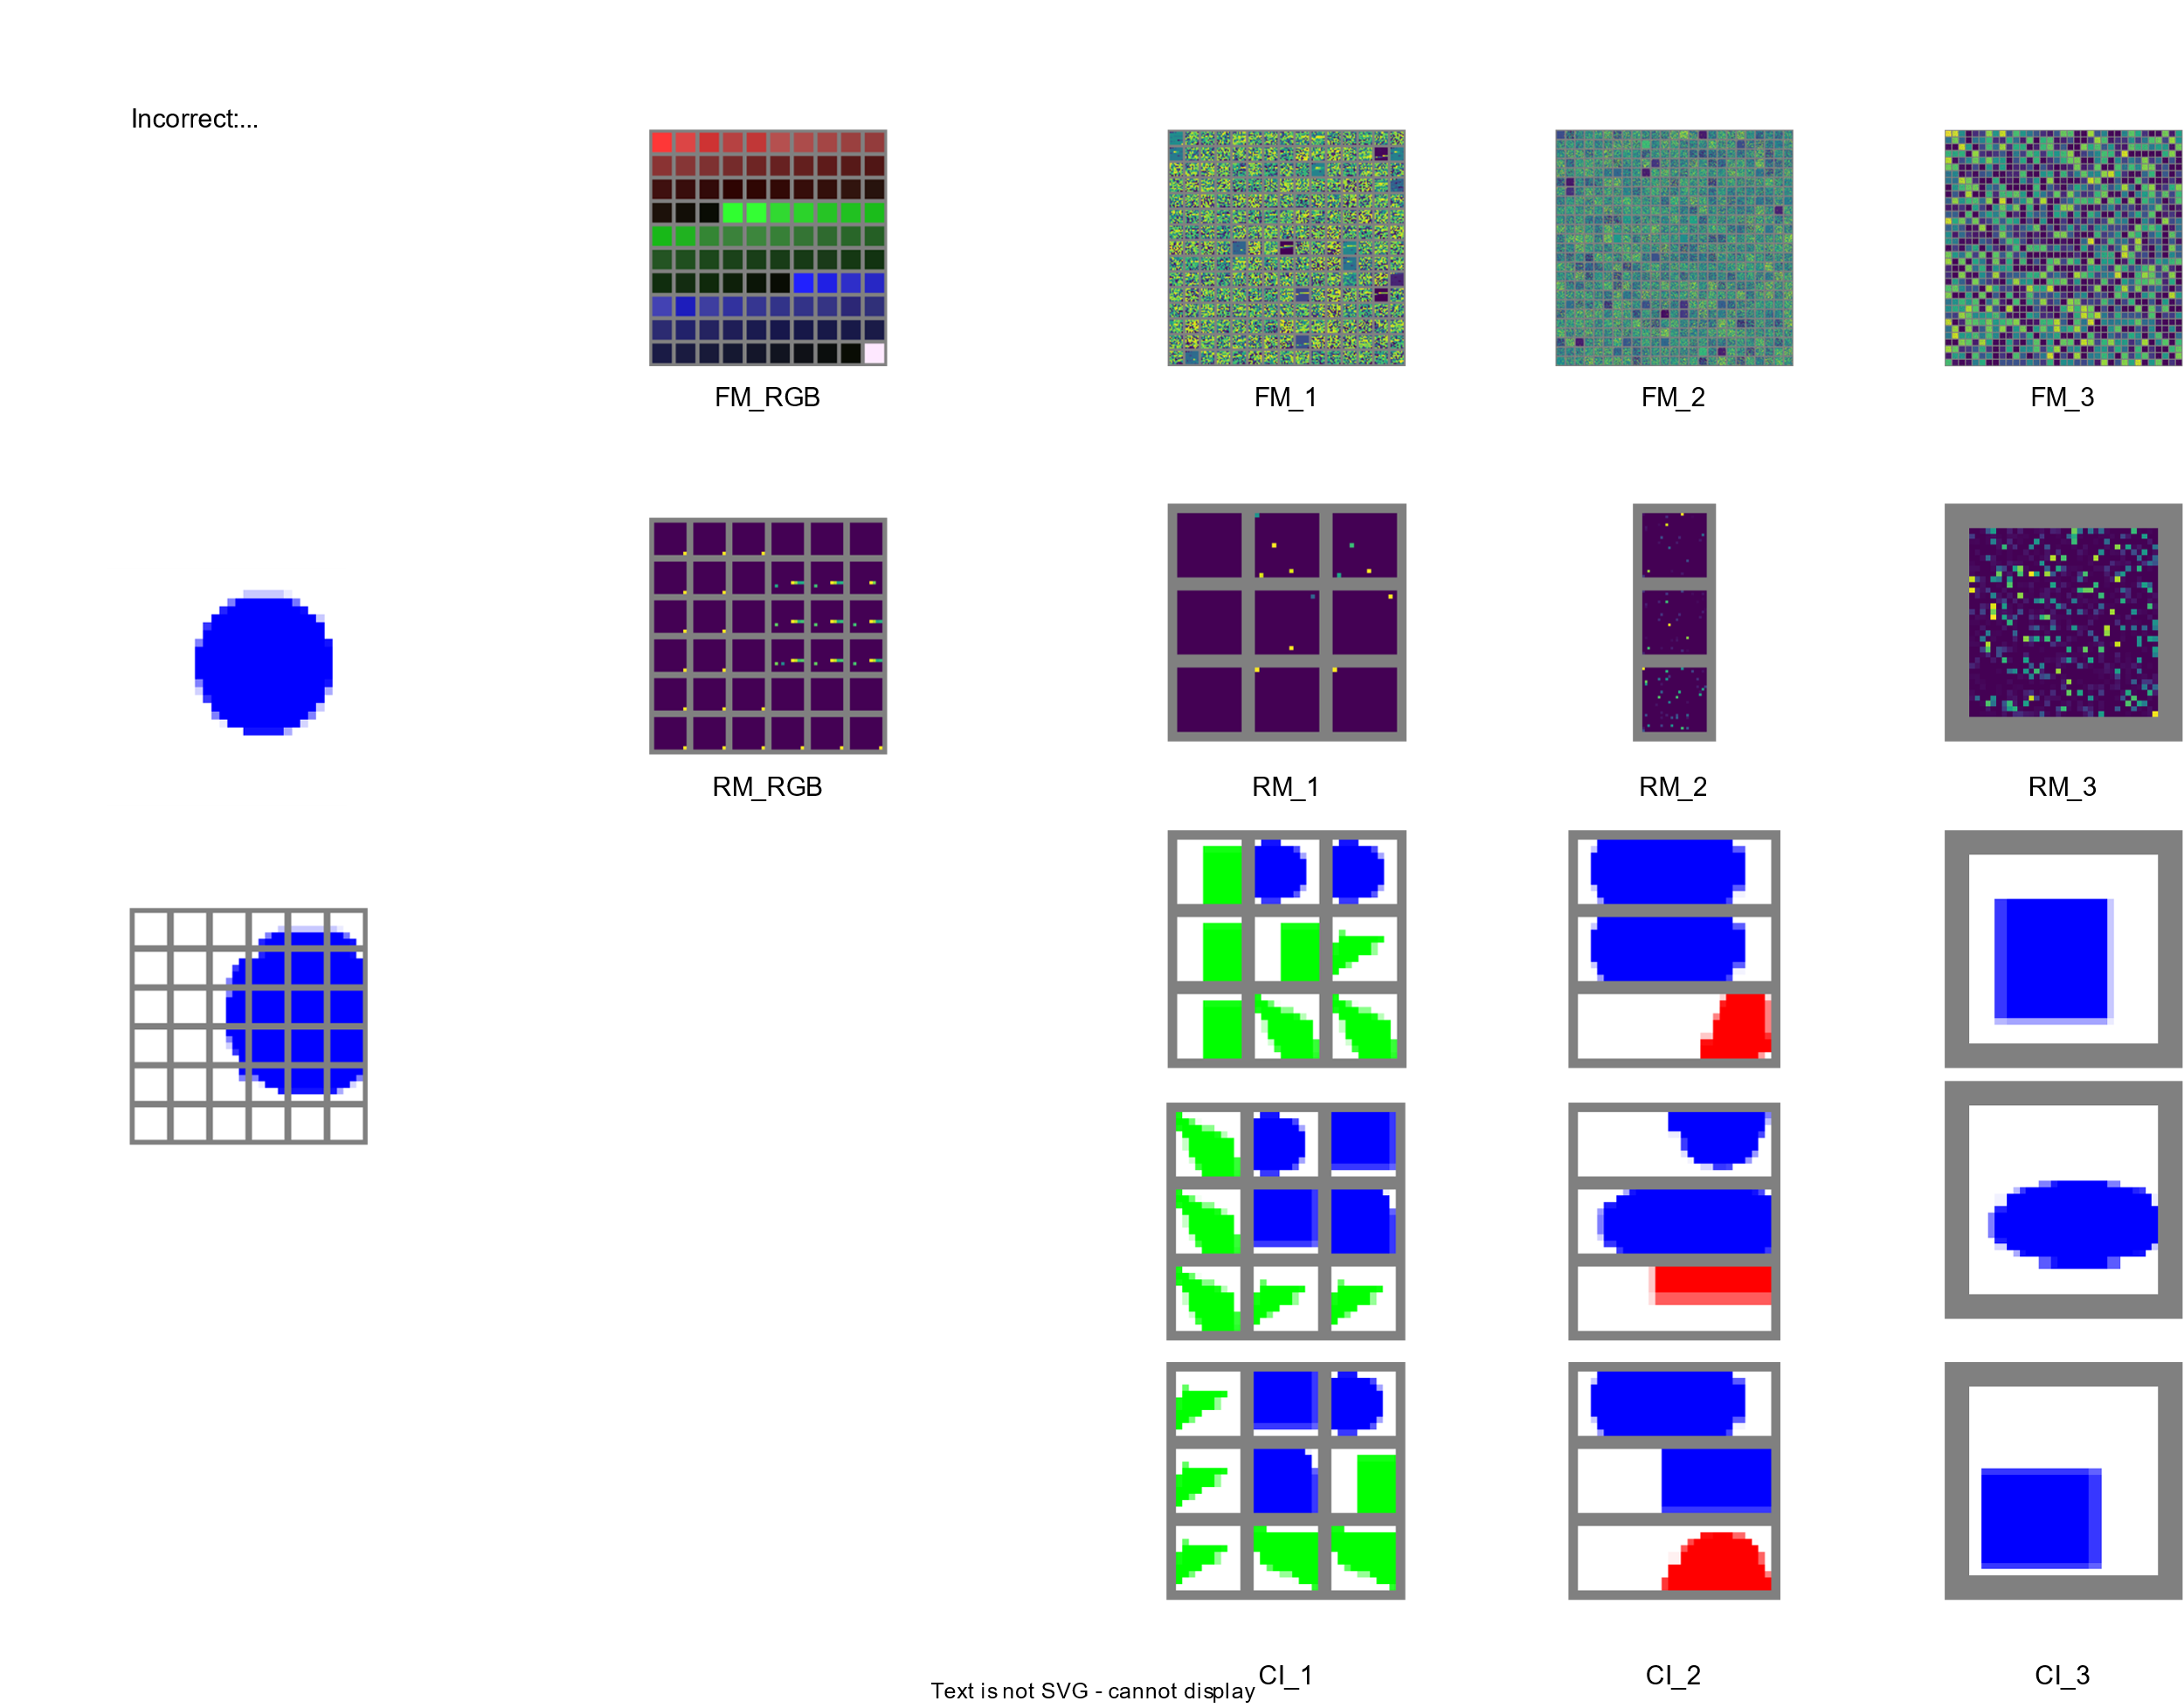 Incorrect:...
FM_RGB
FM_1
FM_2
FM_3
RM_RGB
RM_1
RM_2
RM_3
CI_1
CI_2
CI_3
Text is not SVG - cannot display